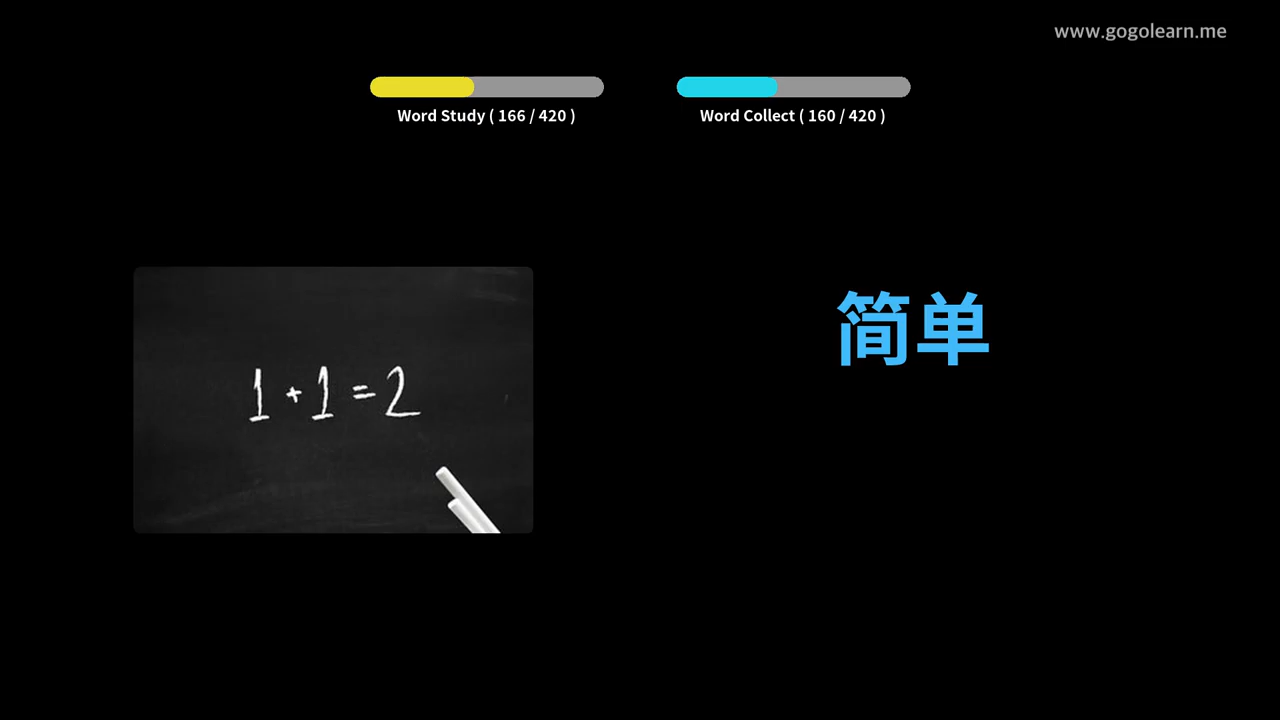 www.gogolearn.me
Word Study ( 166 / 420 )
Word Collect ( 160 / 420 )
1 + 1 = 2
简单